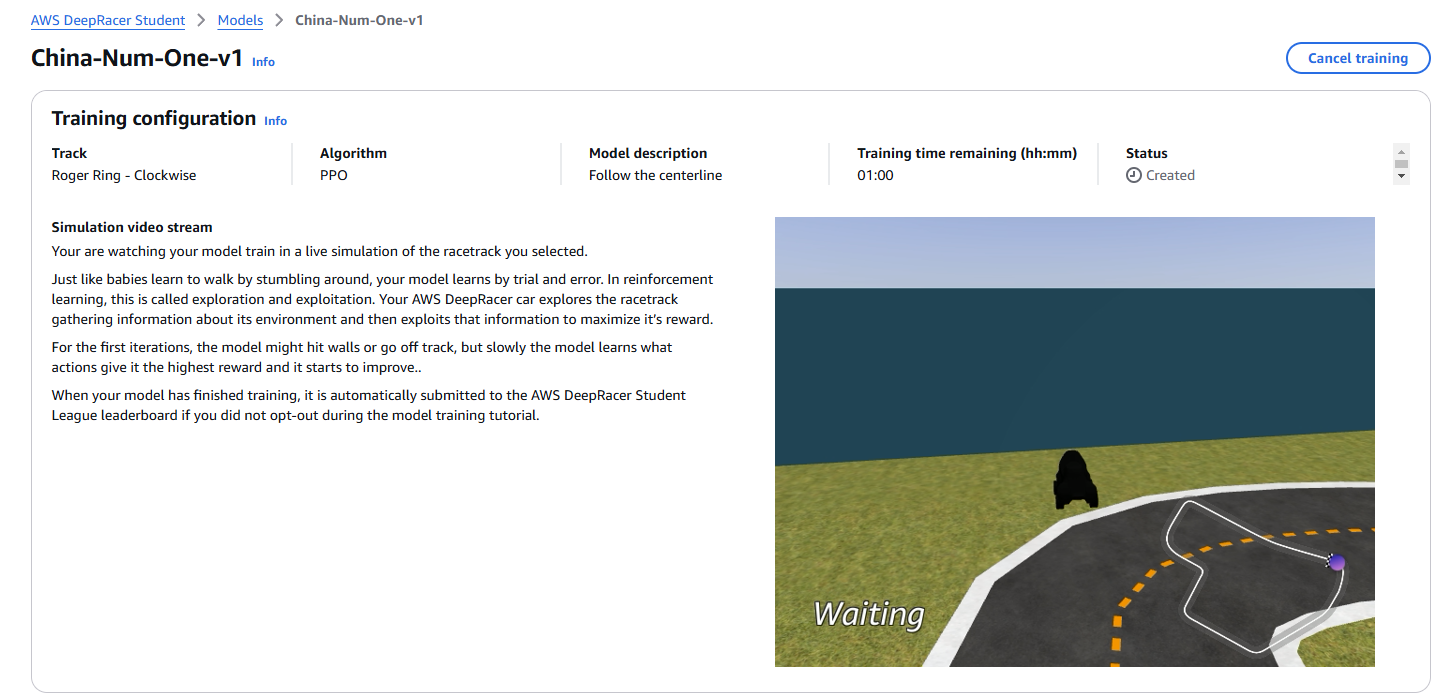 AWS DeepRacer Student > Models > China-Num-One-v1
China-Num-One-v1 Info
Cancel training
Training configuration Info
Track
Roger Ring - Clockwise
Algorithm
PPO
Model description
Follow the centerline
Training time remaining (hh:mm)
01:00
Status
Created
Simulation video stream
Your are watching your model train in a live simulation of the racetrack you selected.
Just like babies learn to walk by stumbling around, your model learns by trial and error. In reinforcement
learning, this is called exploration and exploitation. Your AWS DeepRacer car explores the racetrack
gathering information about its environment and then exploits that information to maximize it's reward.
For the first iterations, the model might hit walls or go off track, but slowly the model learns what
actions give it the highest reward and it starts to improve..
When your model has finished training, it is automatically submitted to the AWS DeepRacer Student
League leaderboard if you did not opt-out during the model training tutorial.
Waiting